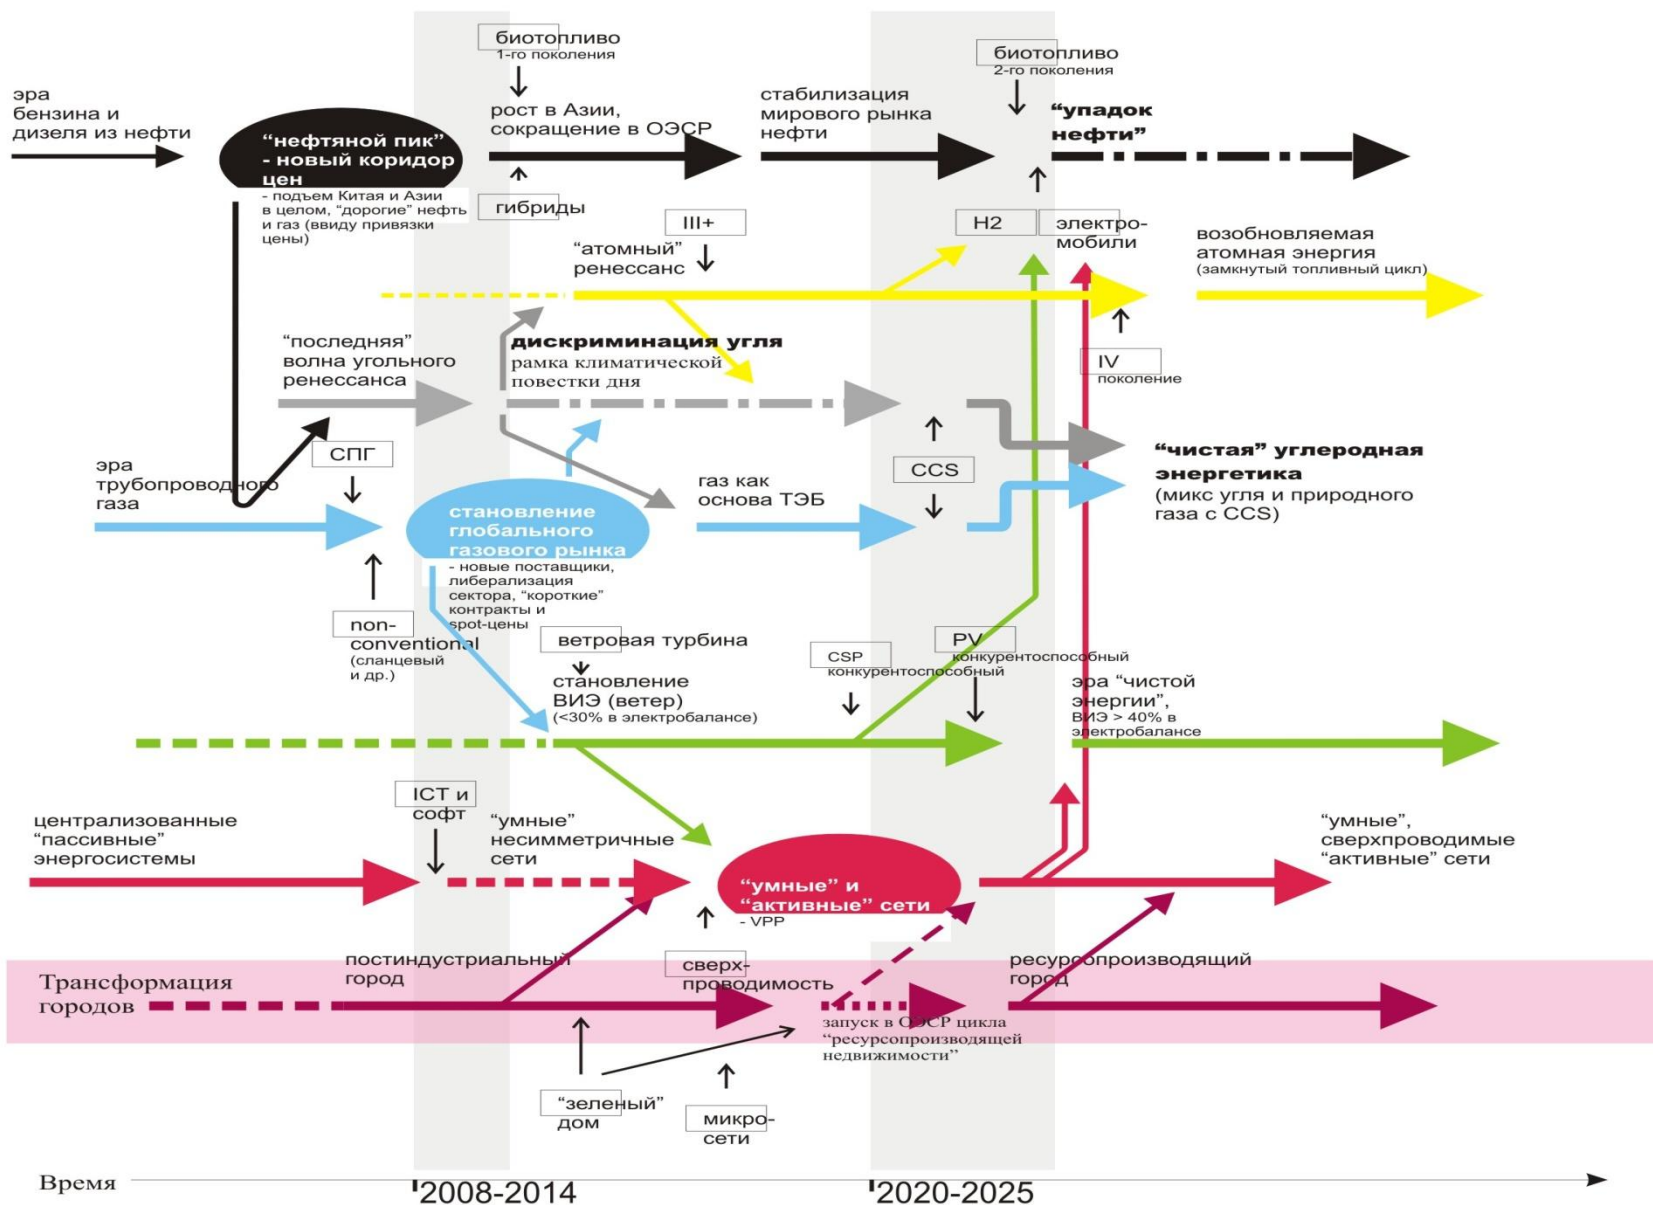 биотопливо
1-го поколения
биотопливо
2-го поколения
эра
бензина и
дизеля из нефти
“нефтяной пик”
- новый коридор
цен
- подъем Китая и Азии
в целом, “дорогие” нефть
и газ (ввиду привязки
цены)
рост в Азии,
сокращение в ОЭСР
стабилизация
мирового рынка
нефти
“упадок
нефти”
гибриды
III+
H2
электро-
мобили
“атомный”
ренессанс
возобновляемая
атомная энергия
(замкнутый топливный цикл)
“последняя”
волна угольного
ренессанса
дискриминация угля
рамка климатической
повестки дня
IV
поколение
СПГ
эра
трубопроводного
газа
становление
глобального
газового рынка
- новые поставщики,
либерализация
сектора, “короткие”
контракты и
spot-цены
газ как
основа ТЭБ
CCS
“чистая” углеродная
энергетика
(микс угля и природного
газа с CCS)
non-
conventional
(сланцевый
и др.)
ветровая турбина
становление
ВИЭ (ветер)
(<30% в электробалансе)
CSP
конкурентоспособный
PV
конкурентоспособный
эра “чистой
энергии”,
ВИЭ > 40% в
электробалансе
ICT и
софт
централизованные
“пассивные”
энергосистемы
“умные”
несимметричные
сети
“умные” и
“активные” сети
- VPP
“умные”,
сверхпроводимые
“активные” сети
Трансформация
городов
постиндустриальный
город
сверх-
проводимость
ресурсопроизводящий
город
запуск в ОЭСР цикла
“ресурсопроизводящей
недвижимости”
“зеленый”
дом
микро-
сети
Время
2008-2014
2020-2025